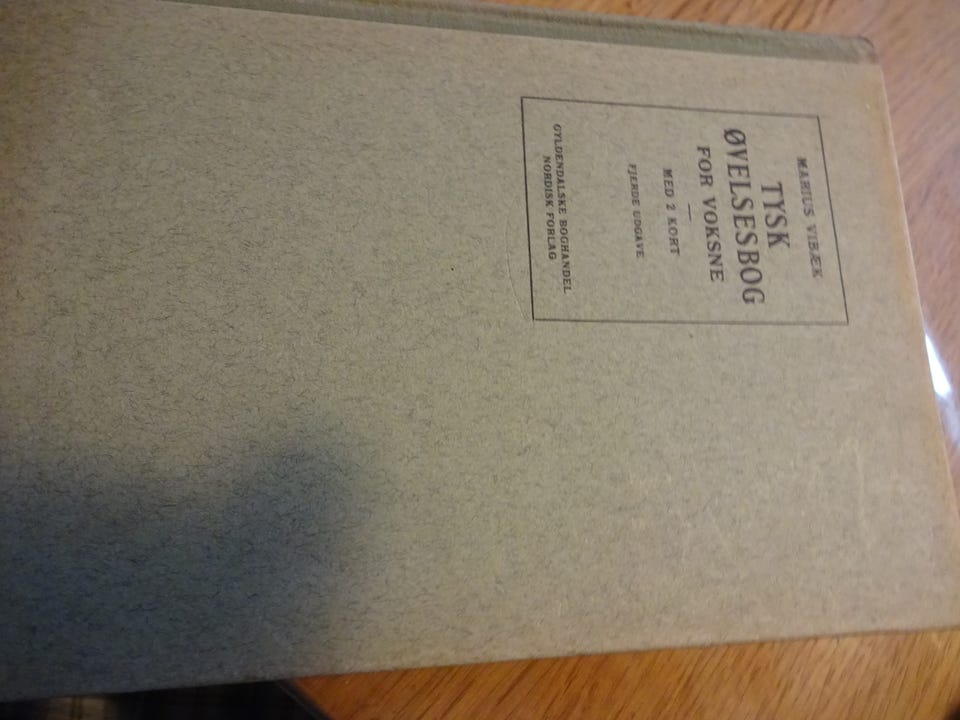 MARIUS VIBÆK
TYSK
ØVELSESBOG
FOR VOKSNE
MED 2 KORT
FJERDE UDGAVE
GYLDENDALSKE BOGHANDEL
NORDISK FORLAG